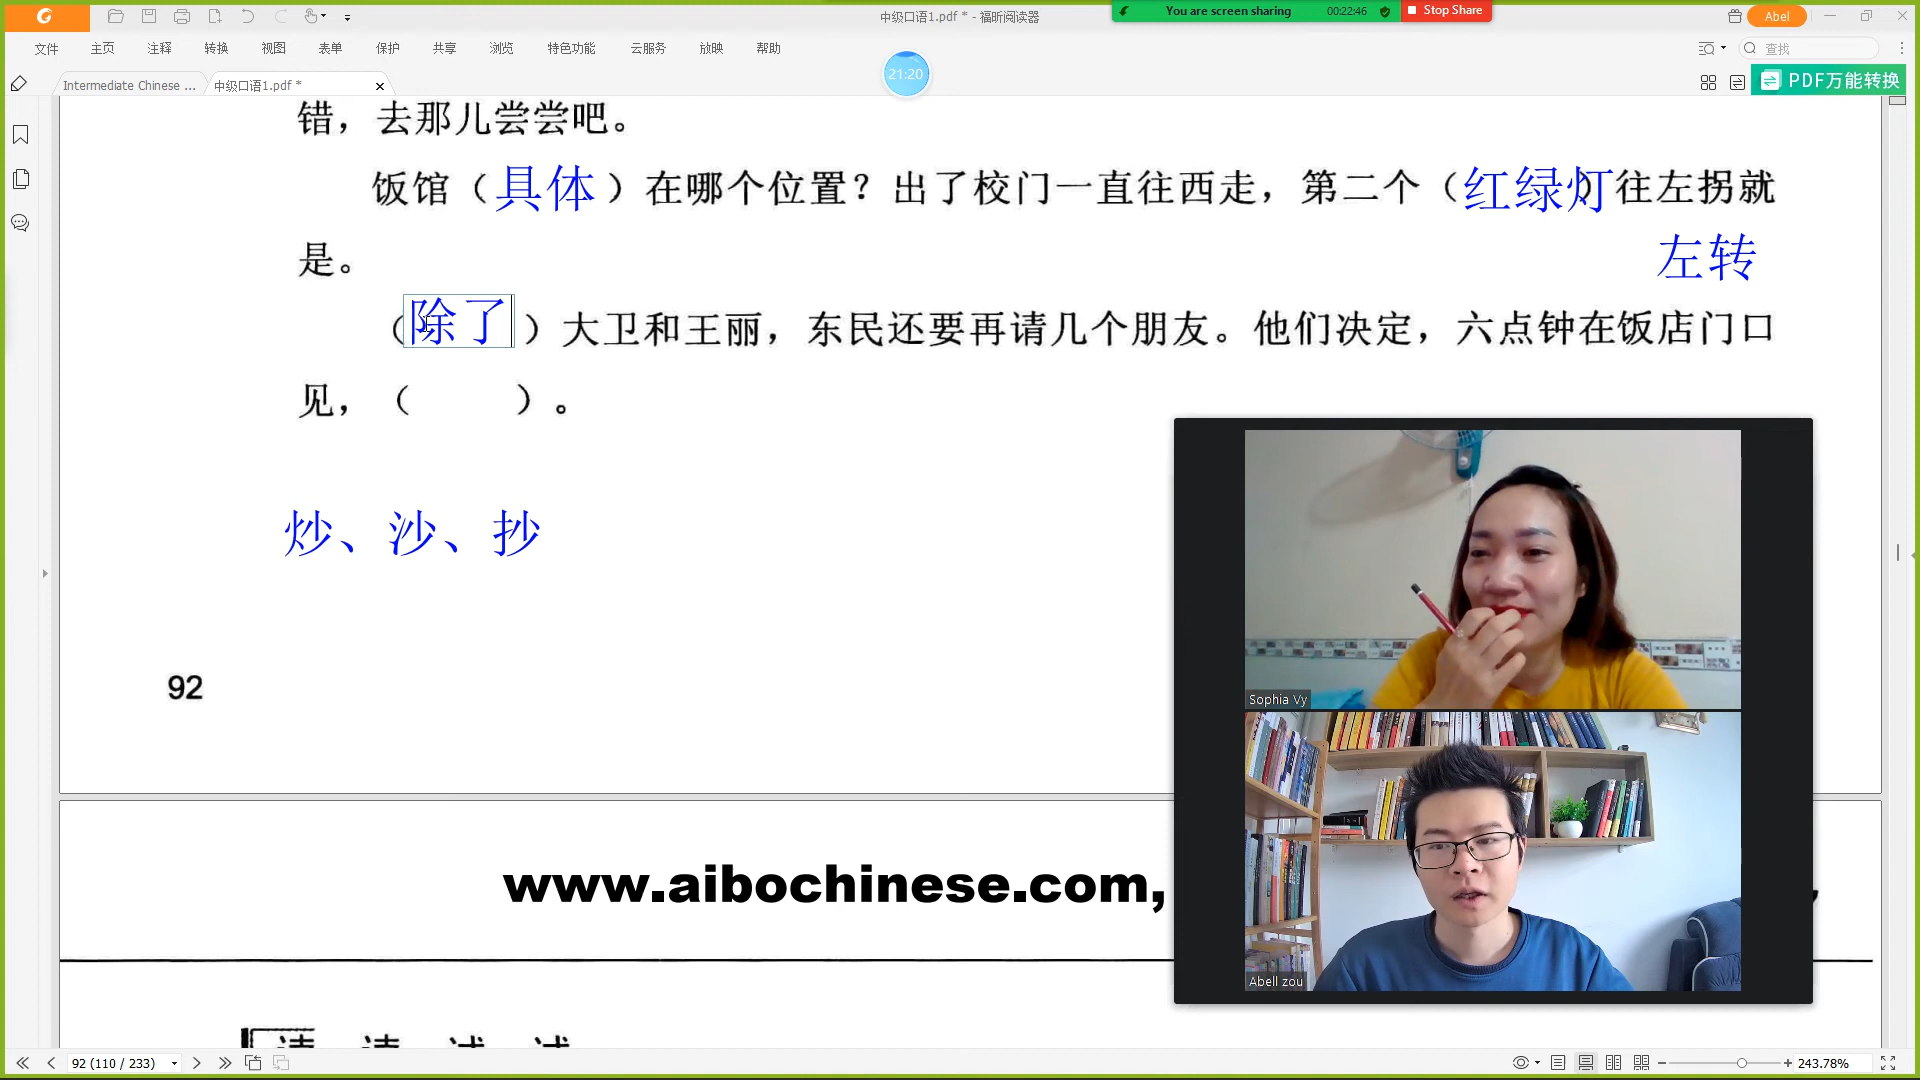 中级口语1.pdf * - 福昕阅读器
You are screen sharing
00:22:46
Stop Share
Abel
文件 主页 注释 转换 视图 表单 保护 共享 浏览 特色功能 云服务 放映 帮助
查找
Intermediate Chinese ...
中级口语1.pdf *
21:20
PDF万能转换
错，去那儿尝尝吧。
饭馆（具体）在哪个位置？出了校门一直往西走，第二个（红绿灯）往左拐就
是。
左转
（除了）大卫和王丽，东民还要再请几个朋友。他们决定，六点钟在饭店门口
见，（ ）。
炒、沙、抄
92
Sophia Vy
Abell zou
www.aibochinese.com,
92 (110 / 233)
243.78%